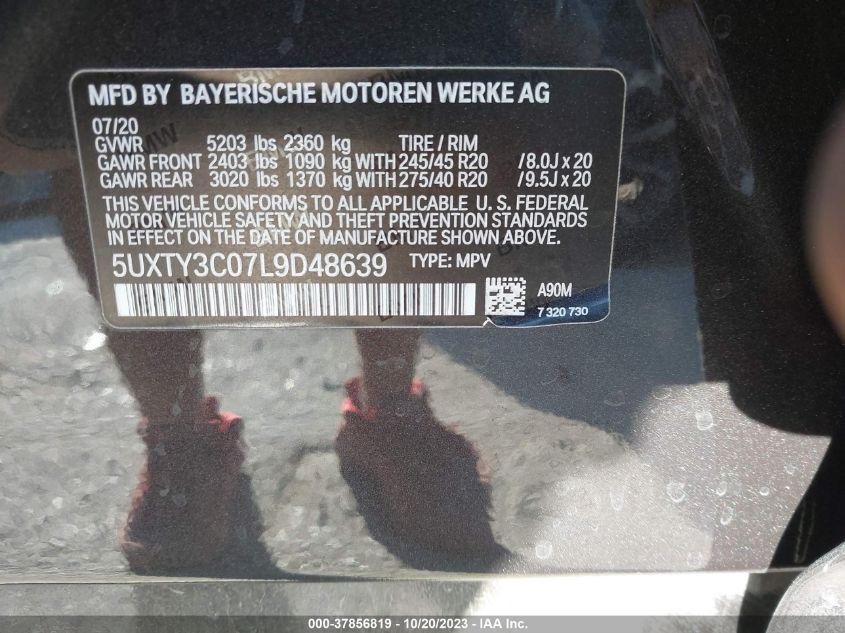 MFD BY BAYERISCHE MOTOREN WERKE AG
07/20
GVWR 5203 lbs 2360 kg TIRE / RIM
GAWR FRONT 2403 lbs 1090 kg WITH 245/45 R20 /8.0J x 20
GAWR REAR 3020 lbs 1370 kg WITH 275/40 R20 /9.5J x 20
THIS VEHICLE CONFORMS TO ALL APPLICABLE U. S. FEDERAL
MOTOR VEHICLE SAFETY AND THEFT PREVENTION STANDARDS
IN EFFECT ON THE DATE OF MANUFACTURE SHOWN ABOVE.
5UXTY3C07L9D48639 TYPE: MPV
A90M
7 320 730
000-37856819 / 10/20/2023 - IAA Inc.